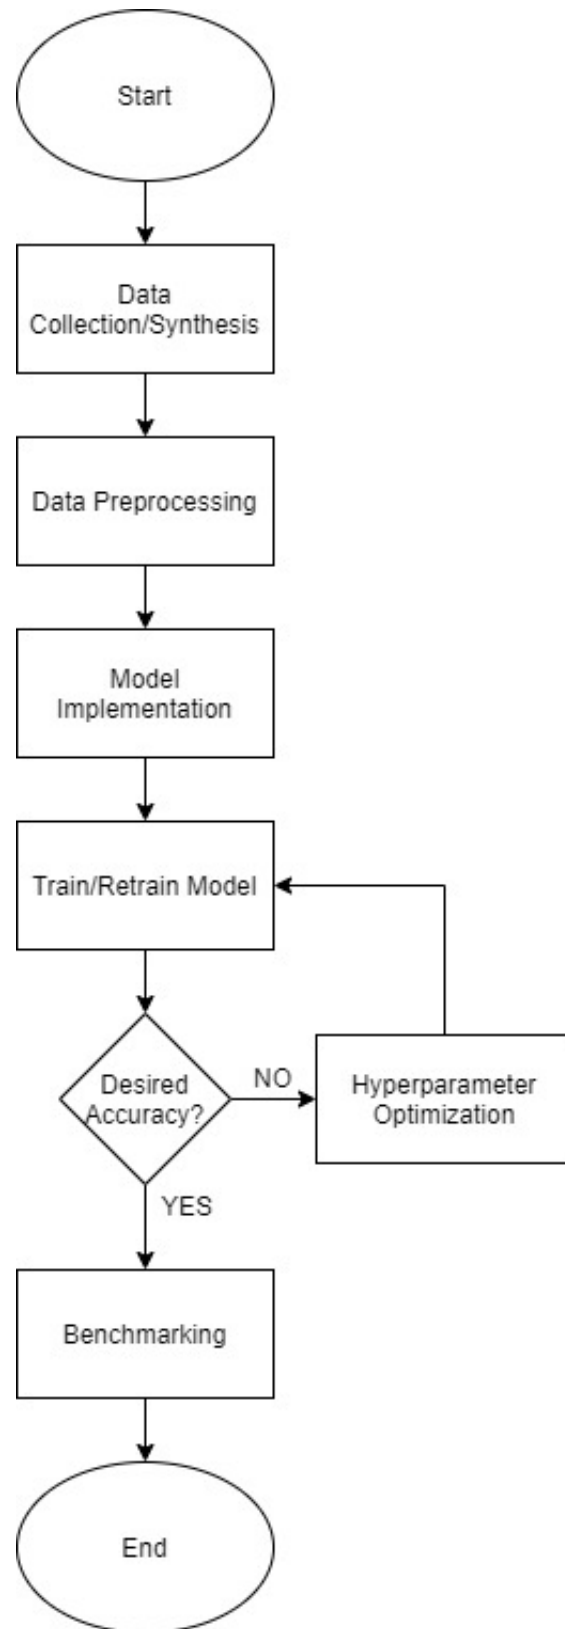 Start
Data
Collection/Synthesis
Data Preprocessing
Model
Implementation
Train/Retrain Model
Desired
Accuracy?
NO
Hyperparameter
Optimization
YES
Benchmarking
End